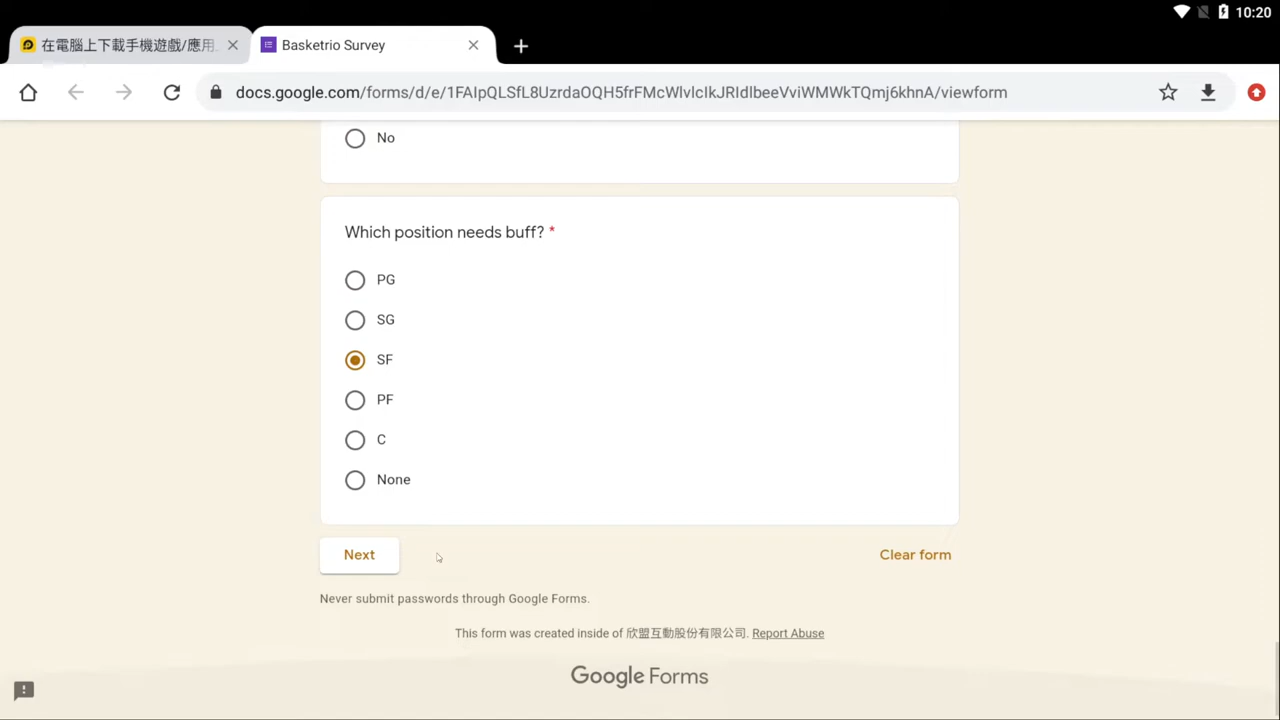 10:20
在電腦上下載手機遊戲/應用
Basketrio Survey
docs.google.com/forms/d/e/1FAIpQLSfL8UzrdaOQH5frFMcWlvlcIkJRIdlbeeVviWMWkTQmj6khnA/viewform
No
Which position needs buff? *
PG
SG
SF
PF
C
None
Next
Clear form
Never submit passwords through Google Forms.
This form was created inside of 欣盟互動股份有限公司. Report Abuse
Google Forms